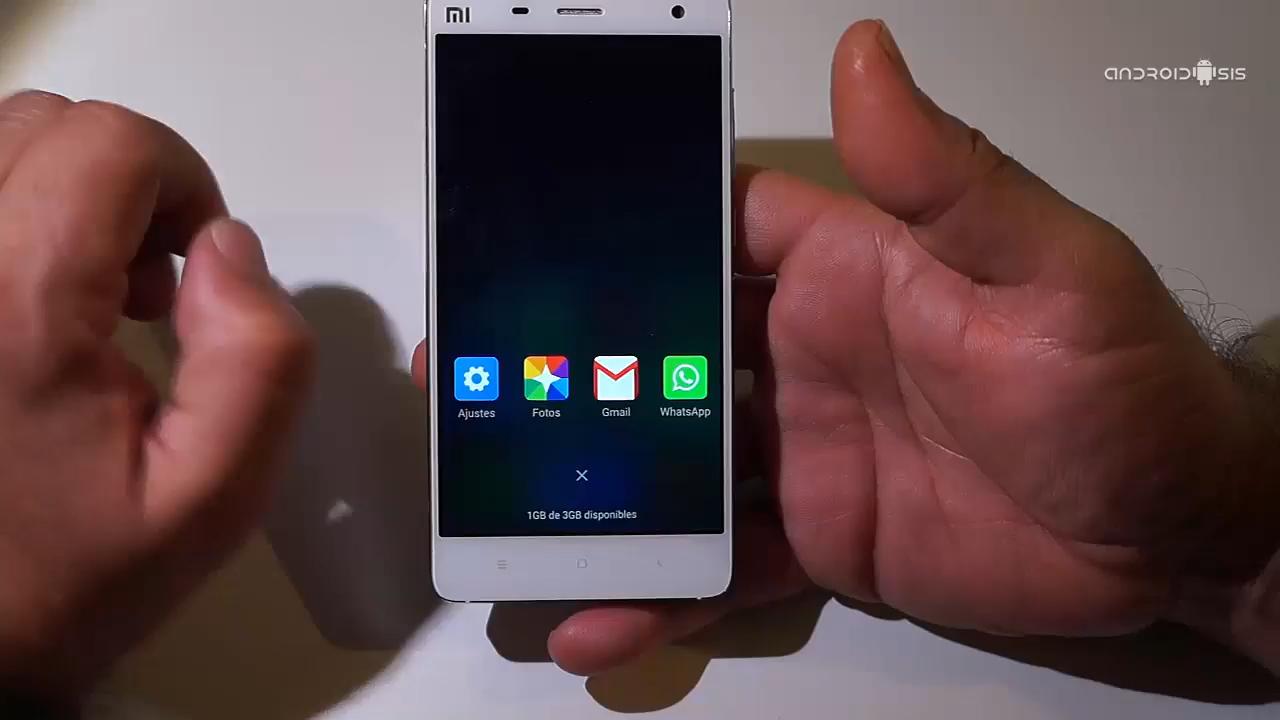 MI
ANDROIDSIS
Ajustes
Fotos
Gmail
WhatsApp
1GB de 3GB disponibles